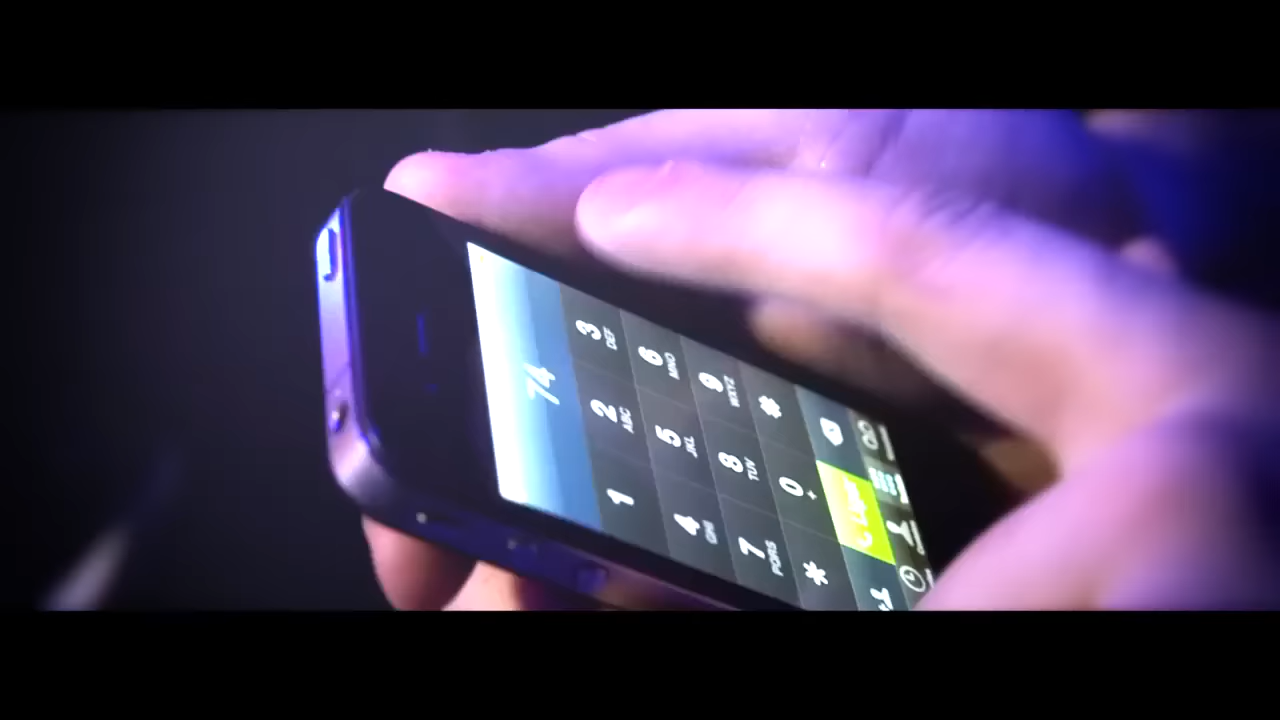 74
1
2 ABC
3 DEF
4 GHI
5 JKL
6 MNO
7 PQRS
8 TUV
9 WXYZ
*
0 +
#